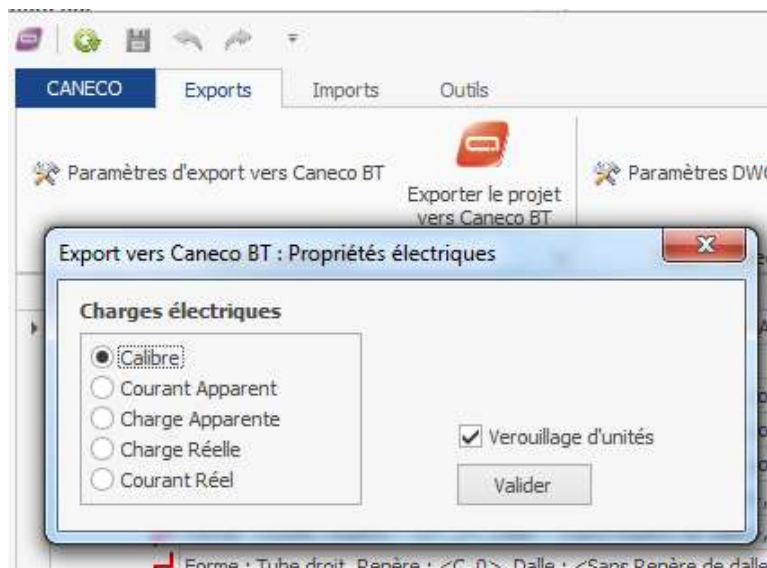 CANECO Exports Imports Outils
Paramètres d'export vers Caneco BT
Exporter le projet
vers Caneco BT
Paramètres DW
Export vers Caneco BT : Propriétés électriques
Charges électriques
Calibre
Courant Apparent
Charge Apparente
Charge Réelle
Courant Réel
Verouillage d'unités
Valider
Forme : Tube droit, Repère : <C_0>, Dalle : <Sans Repère de dalle